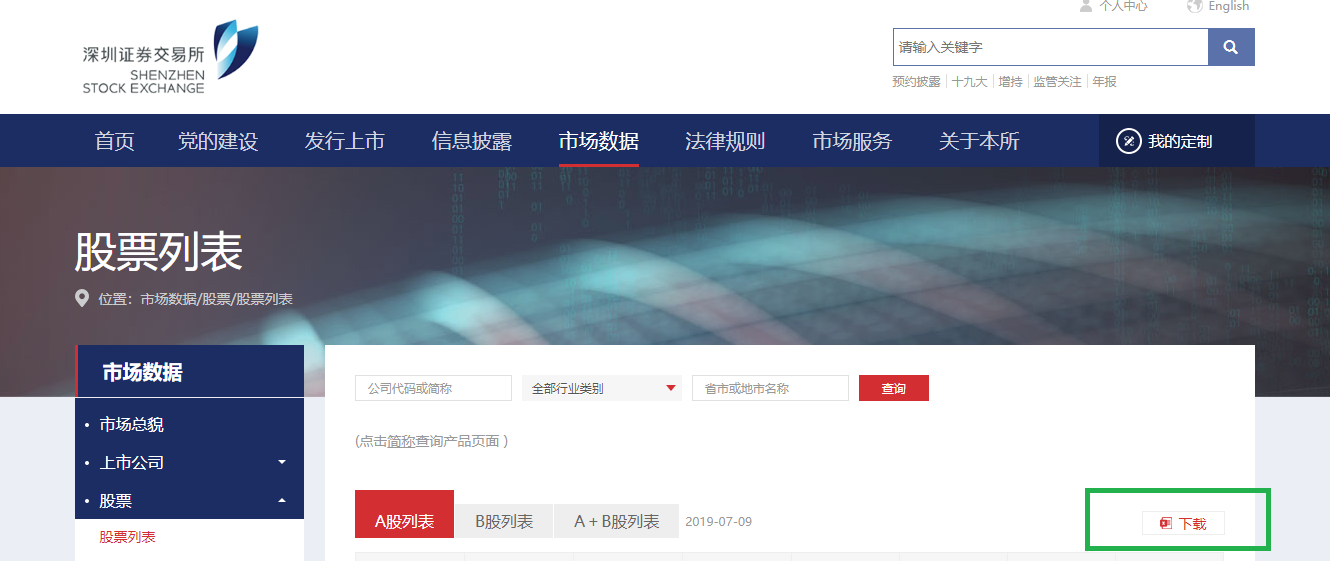 个人中心 English
深圳证券交易所
SHENZHEN
STOCK EXCHANGE
请输入关键字
预约披露 十九大 增持 监管关注 年报
首页 党的建设 发行上市 信息披露 市场数据 法律规则 市场服务 关于本所 我的定制
股票列表
位置：市场数据/股票/股票列表
市场数据
公司代码或简称 全部行业类别 省市或地市名称 查询
市场总貌
(点击简称查询产品页面 )
上市公司
股票
A股列表 B股列表 A + B股列表 2019-07-09 下载
股票列表